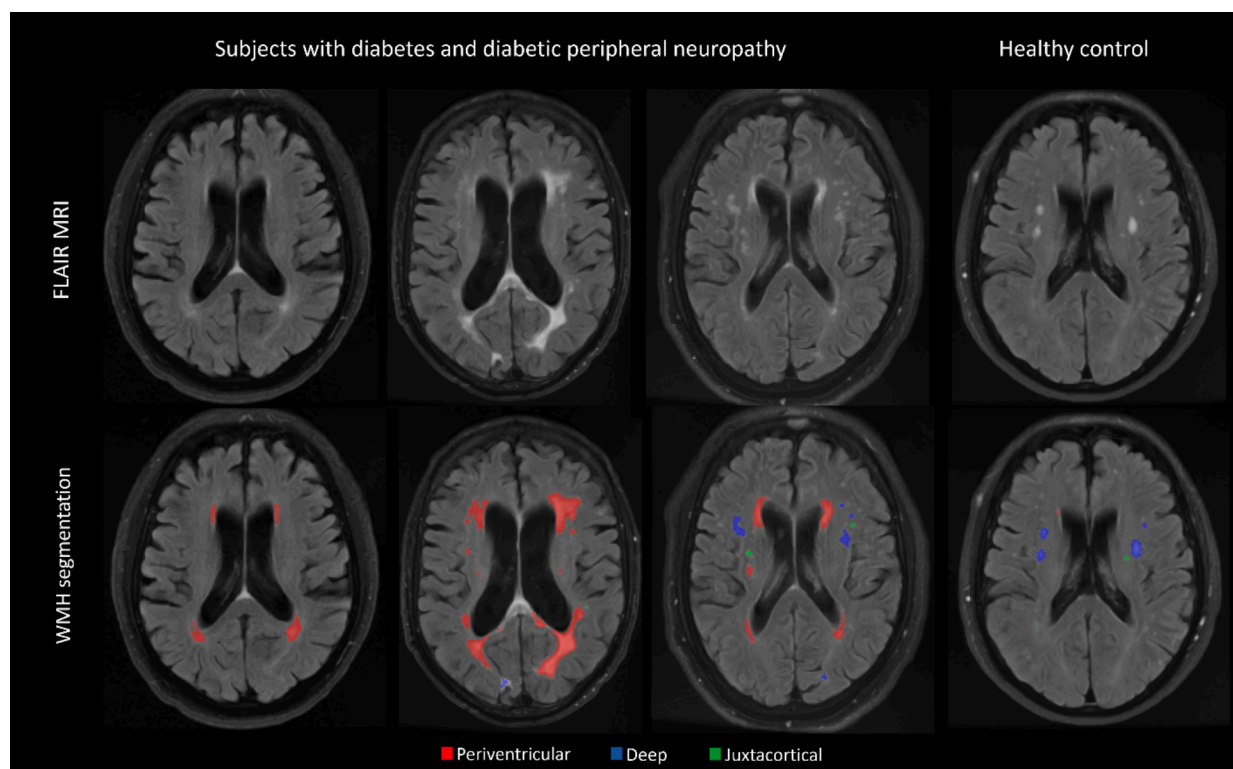 Subjects with diabetes and diabetic peripheral neuropathy
Healthy control
FLAIR MRI
WMH segmentation
Periventricular
Deep
Juxtacortical